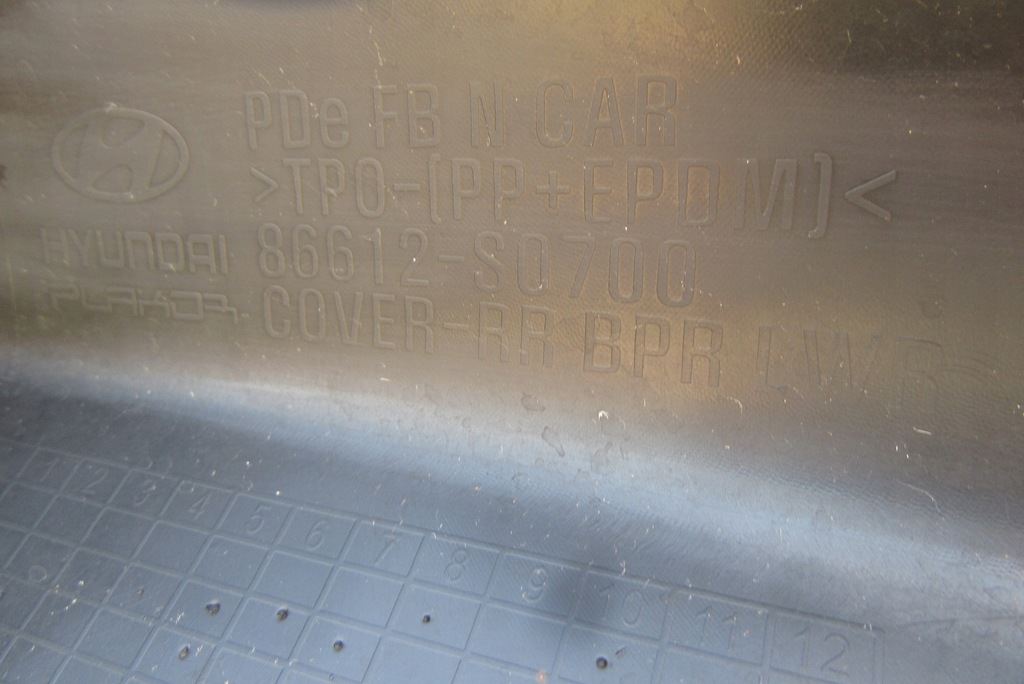 PDe FB N CAR
>TPO-(PP+EPDM)<
HYUNDAI 86612-S0700
PLAKOR COVER-RR BPR LWR
1 2 3 4 5 6 7 8 9 10 11 12